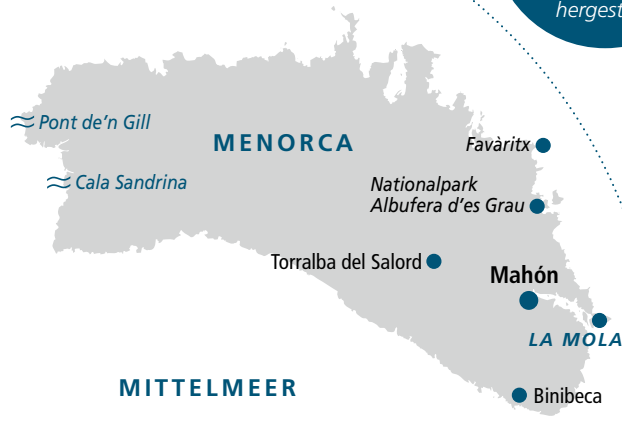 hergest
Pont de'n Gill
MENORCA
Favàritx
Cala Sandrina
Nationalpark
Albufera d'es Grau
Torralba del Salord
Mahón
LA MOLA
MITTELMEER
Binibeca